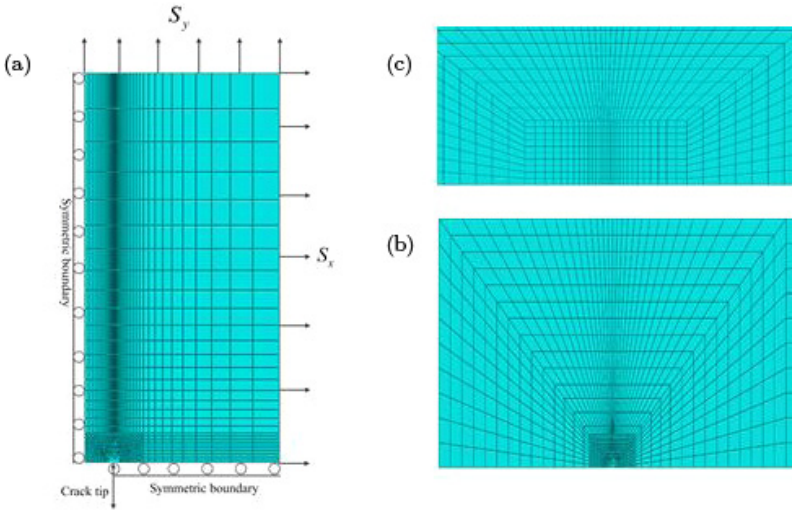 (a)
S_y
Symmetric boundary
S_x
Crack tip
Symmetric boundary
(c)
(b)